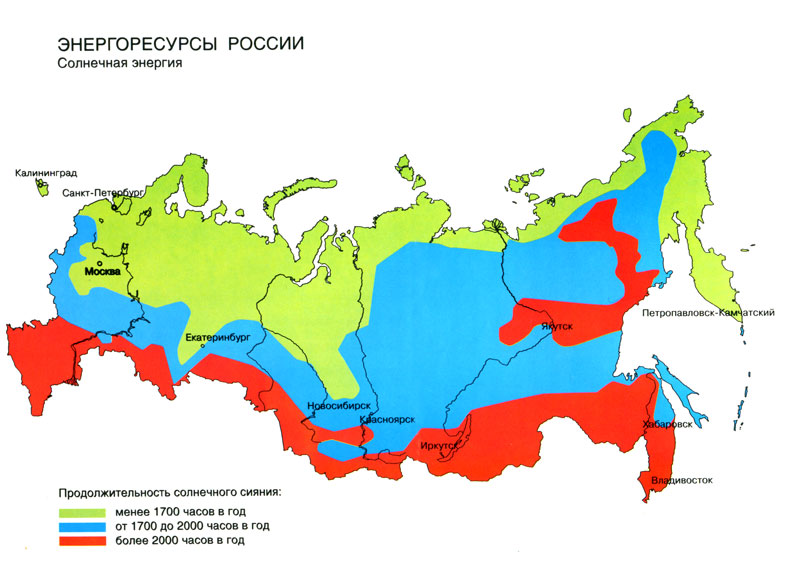 ЭНЕРГОРЕСУРСЫ РОССИИ
Солнечная энергия
Калининград
Санкт-Петербург
Москва
Петропавловск-Камчатский
Якутск
Екатеринбург
Новосибирск
Красноярск
Хабаровск
Иркутск
Владивосток
Продолжительность солнечного сияния:
менее 1700 часов в год
от 1700 до 2000 часов в год
более 2000 часов в год